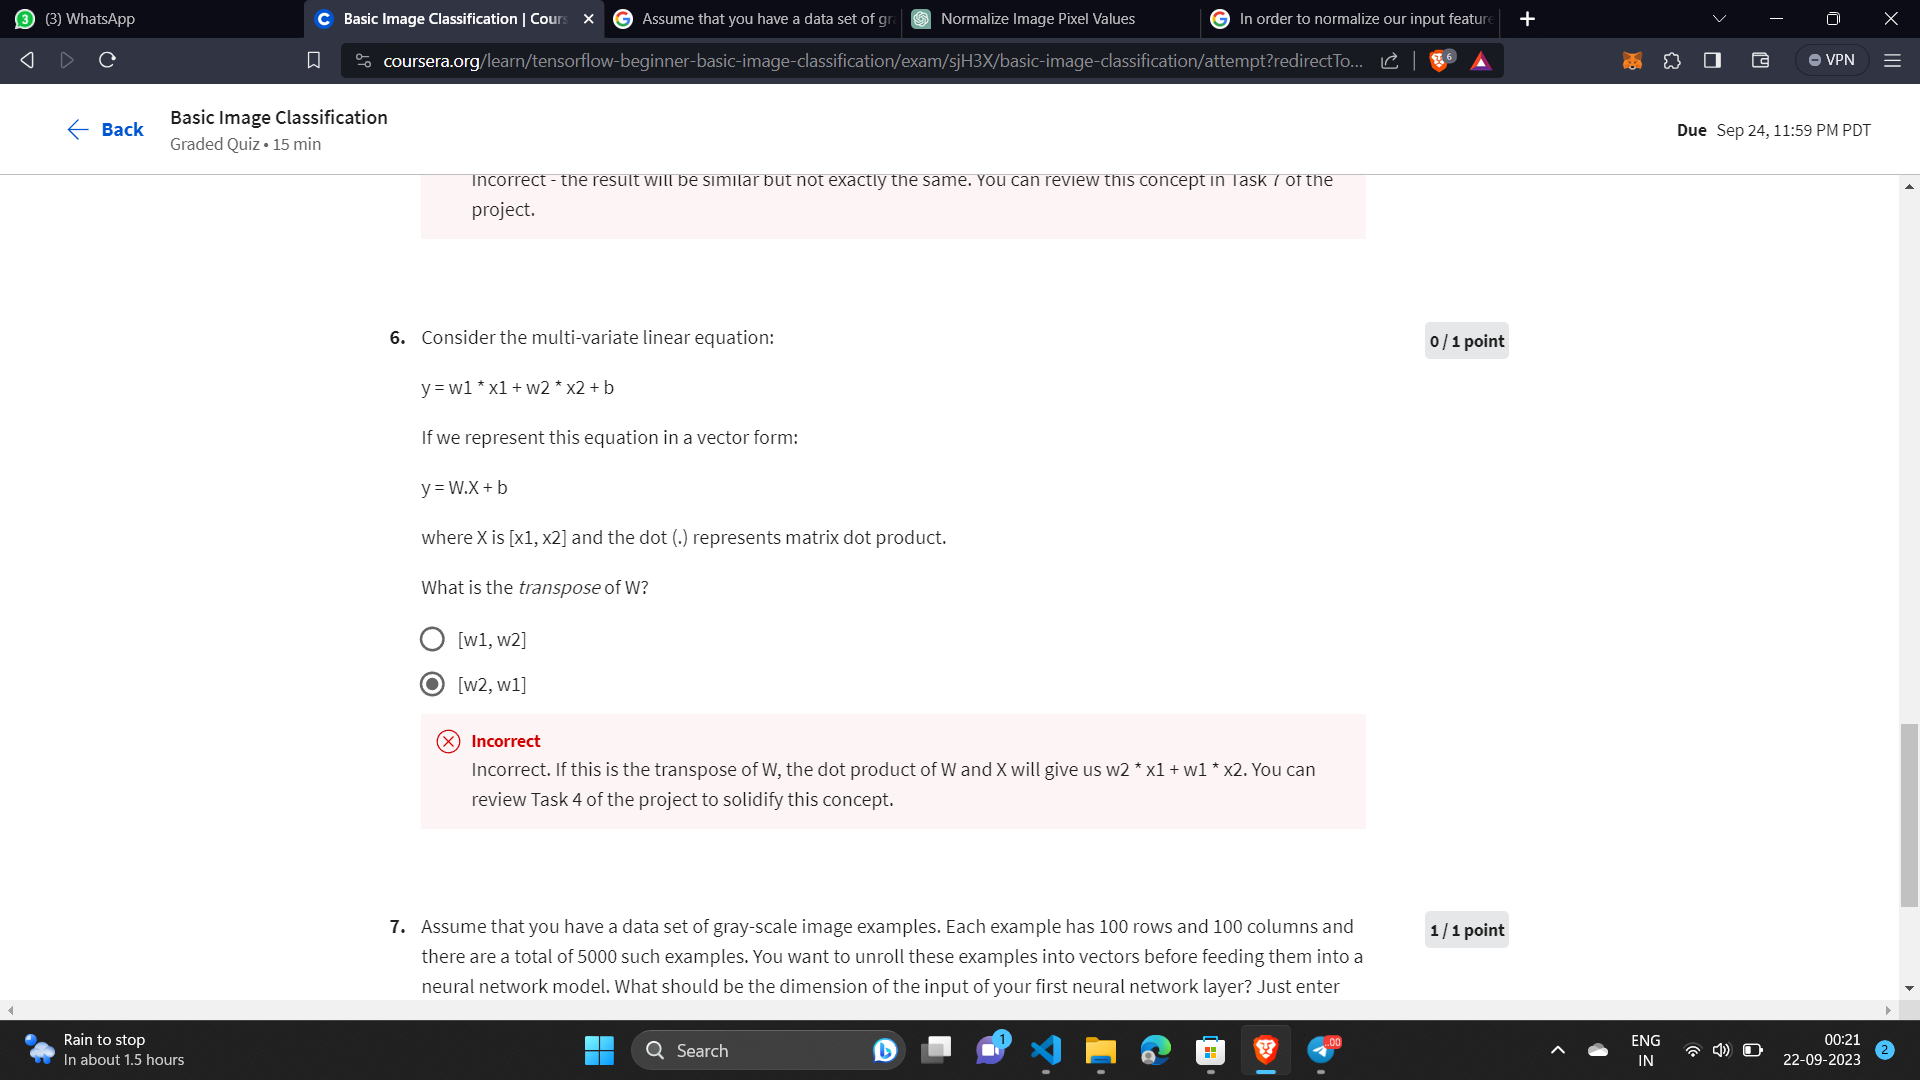 3
(3) WhatsApp
Basic Image Classification | Cours
Assume that you have a data set of gra
Normalize Image Pixel Values
In order to normalize our input feature
coursera.org/learn/tensorflow-beginner-basic-image-classification/exam/sjH3X/basic-image-classification/attempt?redirectTo...
6
VPN
Back
Basic Image Classification
Graded Quiz • 15 min
Due Sep 24, 11:59 PM PDT
Incorrect - the result will be similar but not exactly the same. You can review this concept in Task 7 of the
project.
6. Consider the multi-variate linear equation:
0 / 1 point
y = w1 * x1 + w2 * x2 + b
If we represent this equation in a vector form:
y = W.X + b
where X is [x1, x2] and the dot (.) represents matrix dot product.
What is the transpose of W?
[w1, w2]
[w2, w1]
Incorrect
Incorrect. If this is the transpose of W, the dot product of W and X will give us w2 * x1 + w1 * x2. You can
review Task 4 of the project to solidify this concept.
7. Assume that you have a data set of gray-scale image examples. Each example has 100 rows and 100 columns and
1 / 1 point
there are a total of 5000 such examples. You want to unroll these examples into vectors before feeding them into a
neural network model. What should be the dimension of the input of your first neural network layer? Just enter
Rain to stop
In about 1.5 hours
Search
1
.00
ENG
IN
00:21
22-09-2023
2